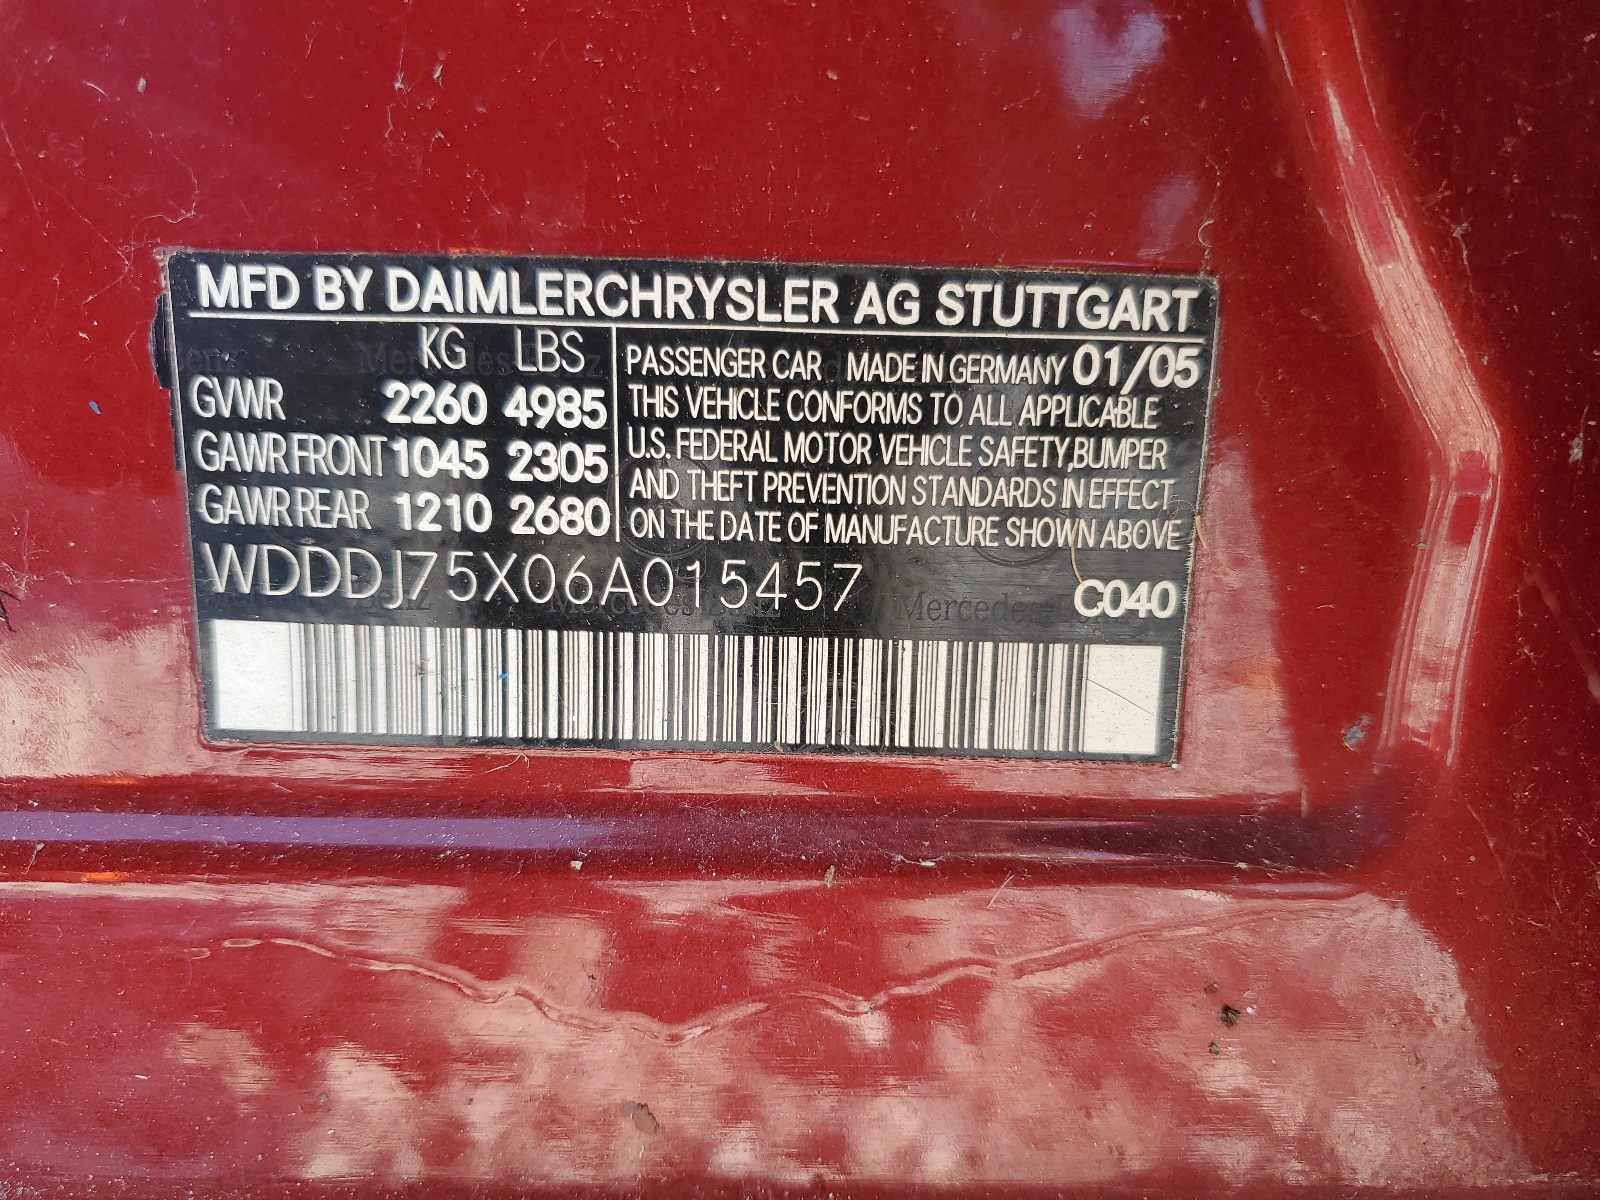 MFD BY DAIMLERCHRYSLER AG STUTTGART
KG LBS
GVWR 2260 4985
GAWR FRONT 1045 2305
GAWR REAR 1210 2680
PASSENGER CAR MADE IN GERMANY 01/05
THIS VEHICLE CONFORMS TO ALL APPLICABLE
U.S. FEDERAL MOTOR VEHICLE SAFETY, BUMPER
AND THEFT PREVENTION STANDARDS IN EFFECT
ON THE DATE OF MANUFACTURE SHOWN ABOVE
WDDDJ75X06A015457
C040